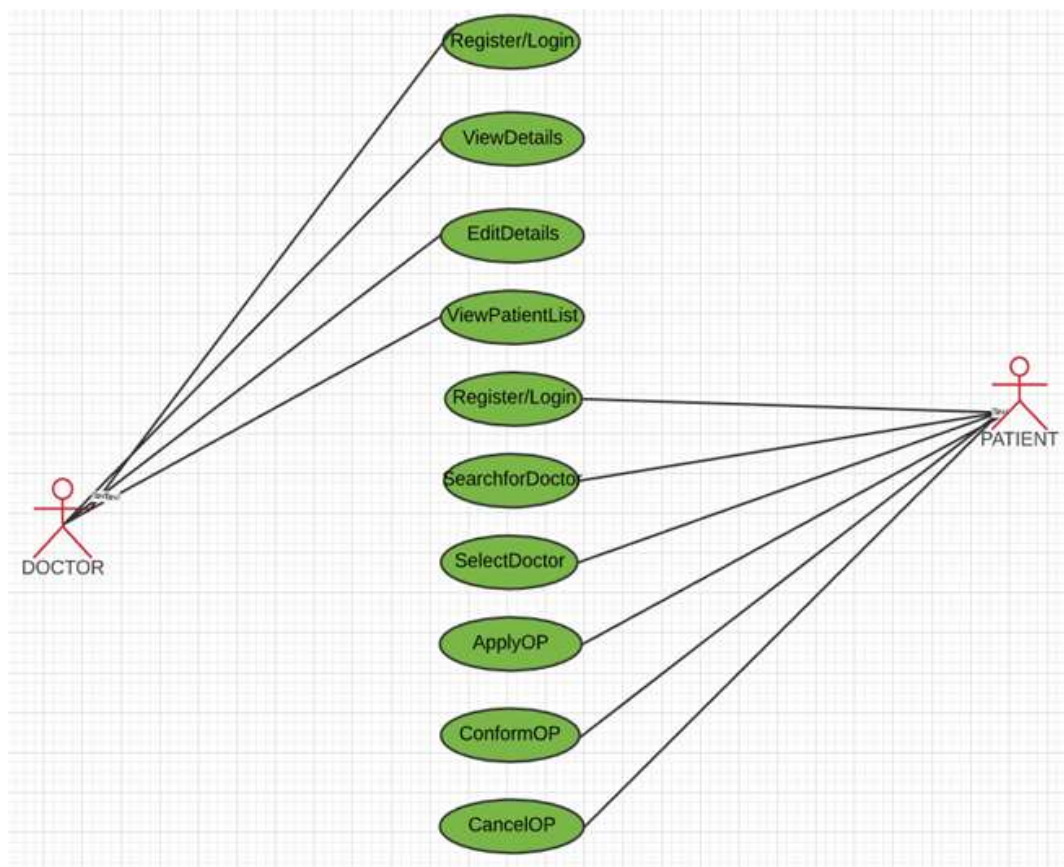 Register/Login
ViewDetails
EditDetails
ViewPatientList
Register/Login
SearchforDoctor
SelectDoctor
ApplyOP
ConformOP
CancelOP
DOCTOR
PATIENT